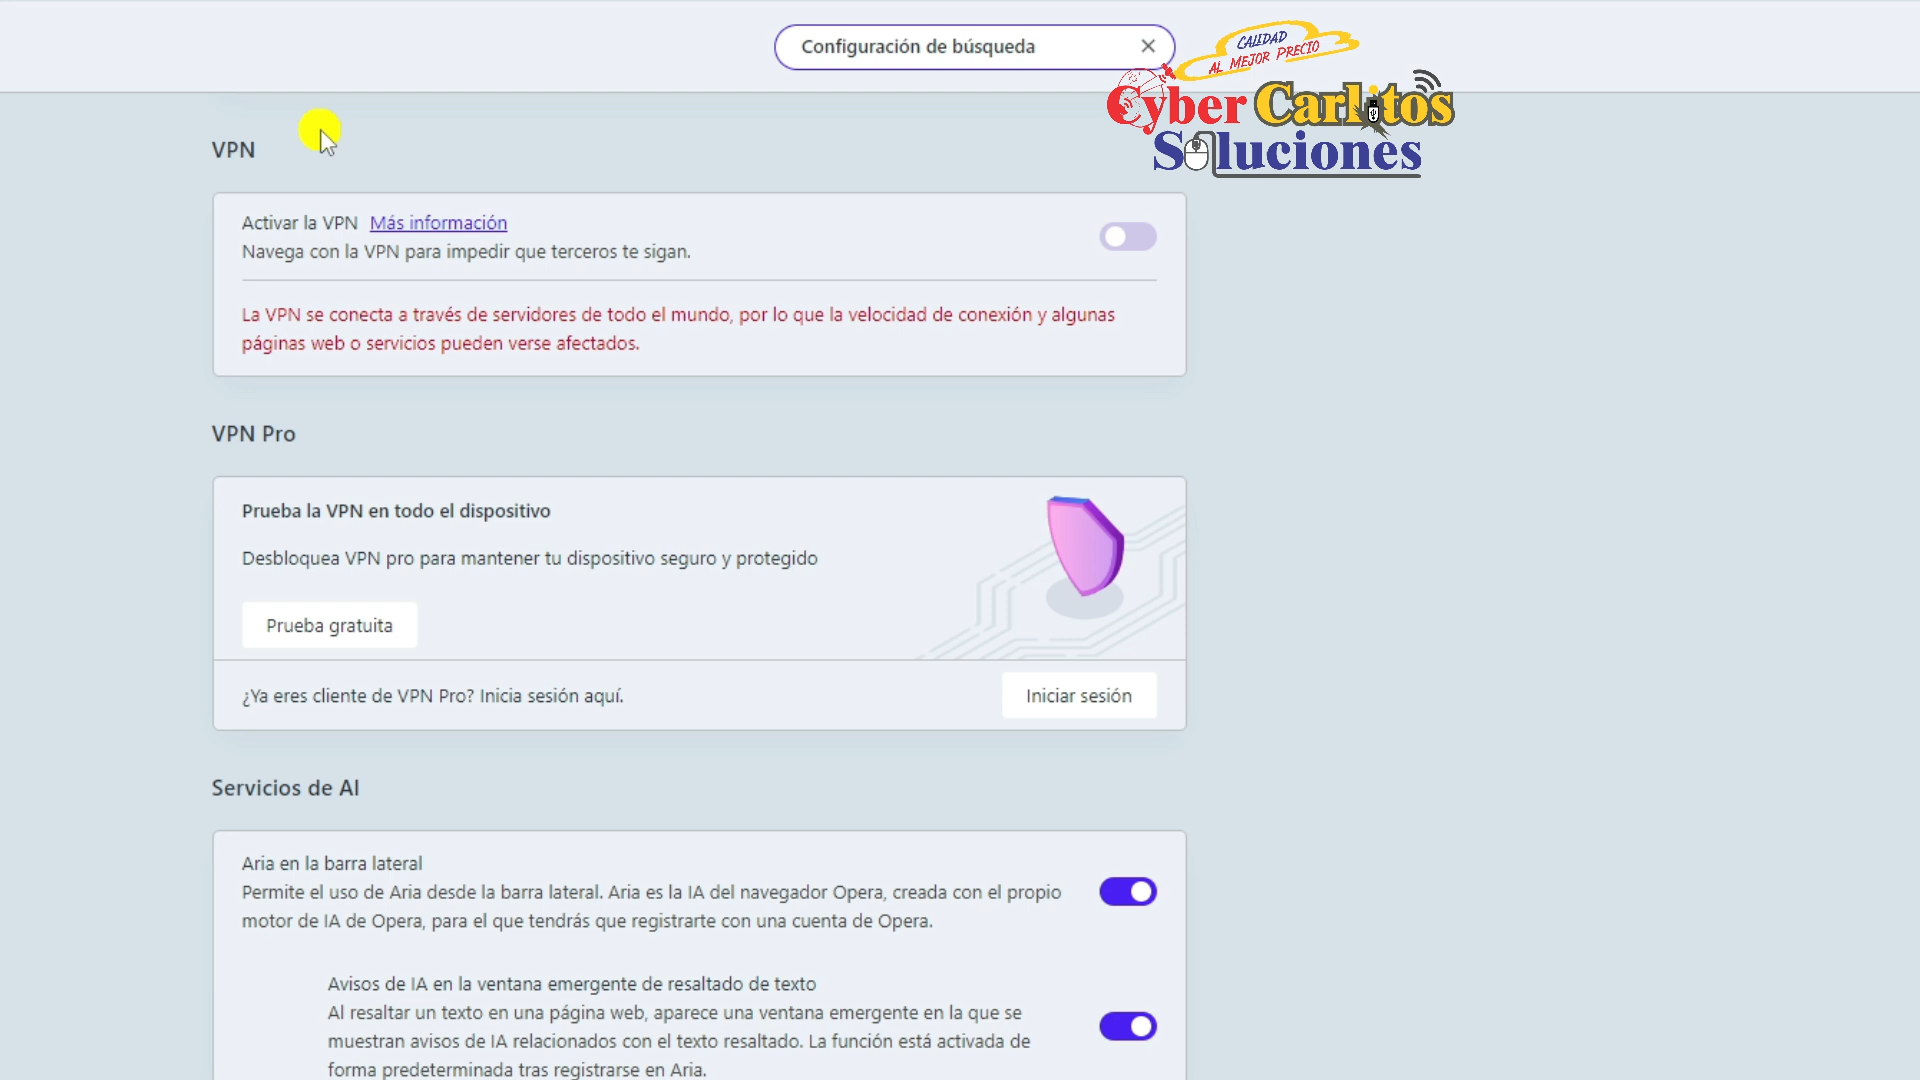 Configuración de búsqueda
CALIDAD
AL MEJOR PRECIO
Cyber Carlitos
Soluciones
VPN
Activar la VPN Más información
Navega con la VPN para impedir que terceros te sigan.
La VPN se conecta a través de servidores de todo el mundo, por lo que la velocidad de conexión y algunas
páginas web o servicios pueden verse afectados.
VPN Pro
Prueba la VPN en todo el dispositivo
Desbloquea VPN pro para mantener tu dispositivo seguro y protegido
Prueba gratuita
¿Ya eres cliente de VPN Pro? Inicia sesión aquí.
Iniciar sesión
Servicios de AI
Aria en la barra lateral
Permite el uso de Aria desde la barra lateral. Aria es la IA del navegador Opera, creada con el propio
motor de IA de Opera, para el que tendrás que registrarte con una cuenta de Opera.
Avisos de IA en la ventana emergente de resaltado de texto
Al resaltar un texto en una página web, aparece una ventana emergente en la que se
muestran avisos de IA relacionados con el texto resaltado. La función está activada de
forma predeterminada tras registrarse en Aria.